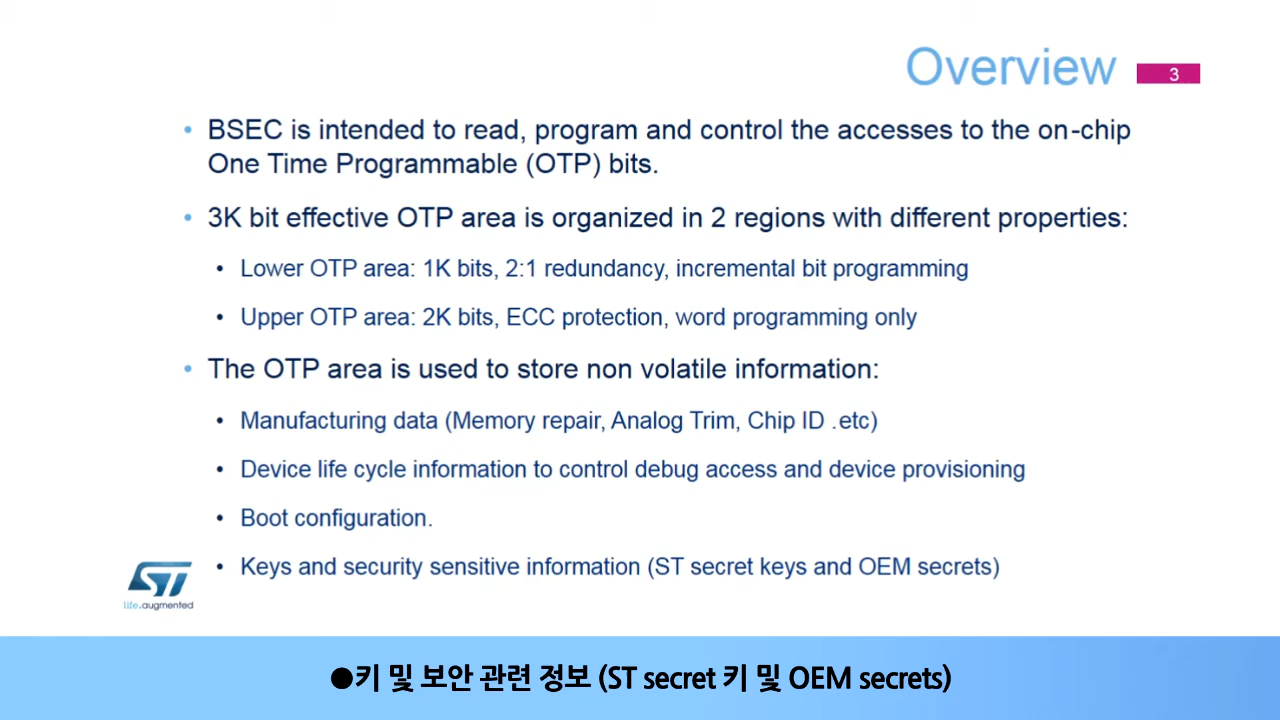 Overview
3
• BSEC is intended to read, program and control the accesses to the on-chip
One Time Programmable (OTP) bits.
• 3K bit effective OTP area is organized in 2 regions with different properties:
• Lower OTP area: 1K bits, 2:1 redundancy, incremental bit programming
• Upper OTP area: 2K bits, ECC protection, word programming only
• The OTP area is used to store non volatile information:
• Manufacturing data (Memory repair, Analog Trim, Chip ID .etc)
• Device life cycle information to control debug access and device provisioning
• Boot configuration.
• Keys and security sensitive information (ST secret keys and OEM secrets)
ST
life.augmented
●키 및 보안 관련 정보 (ST secret 키 및 OEM secrets)